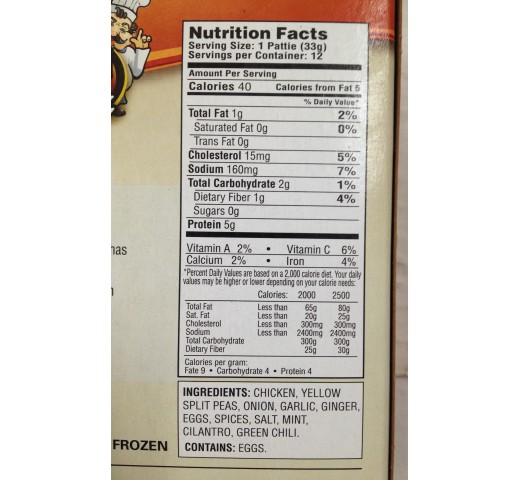 Nutrition Facts
Serving Size: 1 Pattie (33g)
Servings per Container: 12
Amount Per Serving
Calories 40 Calories from Fat 5
% Daily Value*
Total Fat 1g 2%
Saturated Fat 0g 0%
Trans Fat 0g
Cholesterol 15mg 5%
Sodium 160mg 7%
Total Carbohydrate 2g 1%
Dietary Fiber 1g 4%
Sugars 0g
Protein 5g
Vitamin A 2% • Vitamin C 6%
Calcium 2% • Iron 4%
*Percent Daily Values are based on a 2,000 calorie diet. Your daily
values may be higher or lower depending on your calorie needs:
Calories: 2000 2500
Total Fat Less than 65g 80g
Sat. Fat Less than 20g 25g
Cholesterol Less than 300mg 300mg
Sodium Less than 2400mg 2400mg
Total Carbohydrate 300g 300g
Dietary Fiber 25g 30g
Calories per gram:
Fate 9 • Carbohydrate 4 • Protein 4
INGREDIENTS: CHICKEN, YELLOW
SPLIT PEAS, ONION, GARLIC, GINGER,
EGGS, SPICES, SALT, MINT,
CILANTRO, GREEN CHILI.
CONTAINS: EGGS.
FROZEN